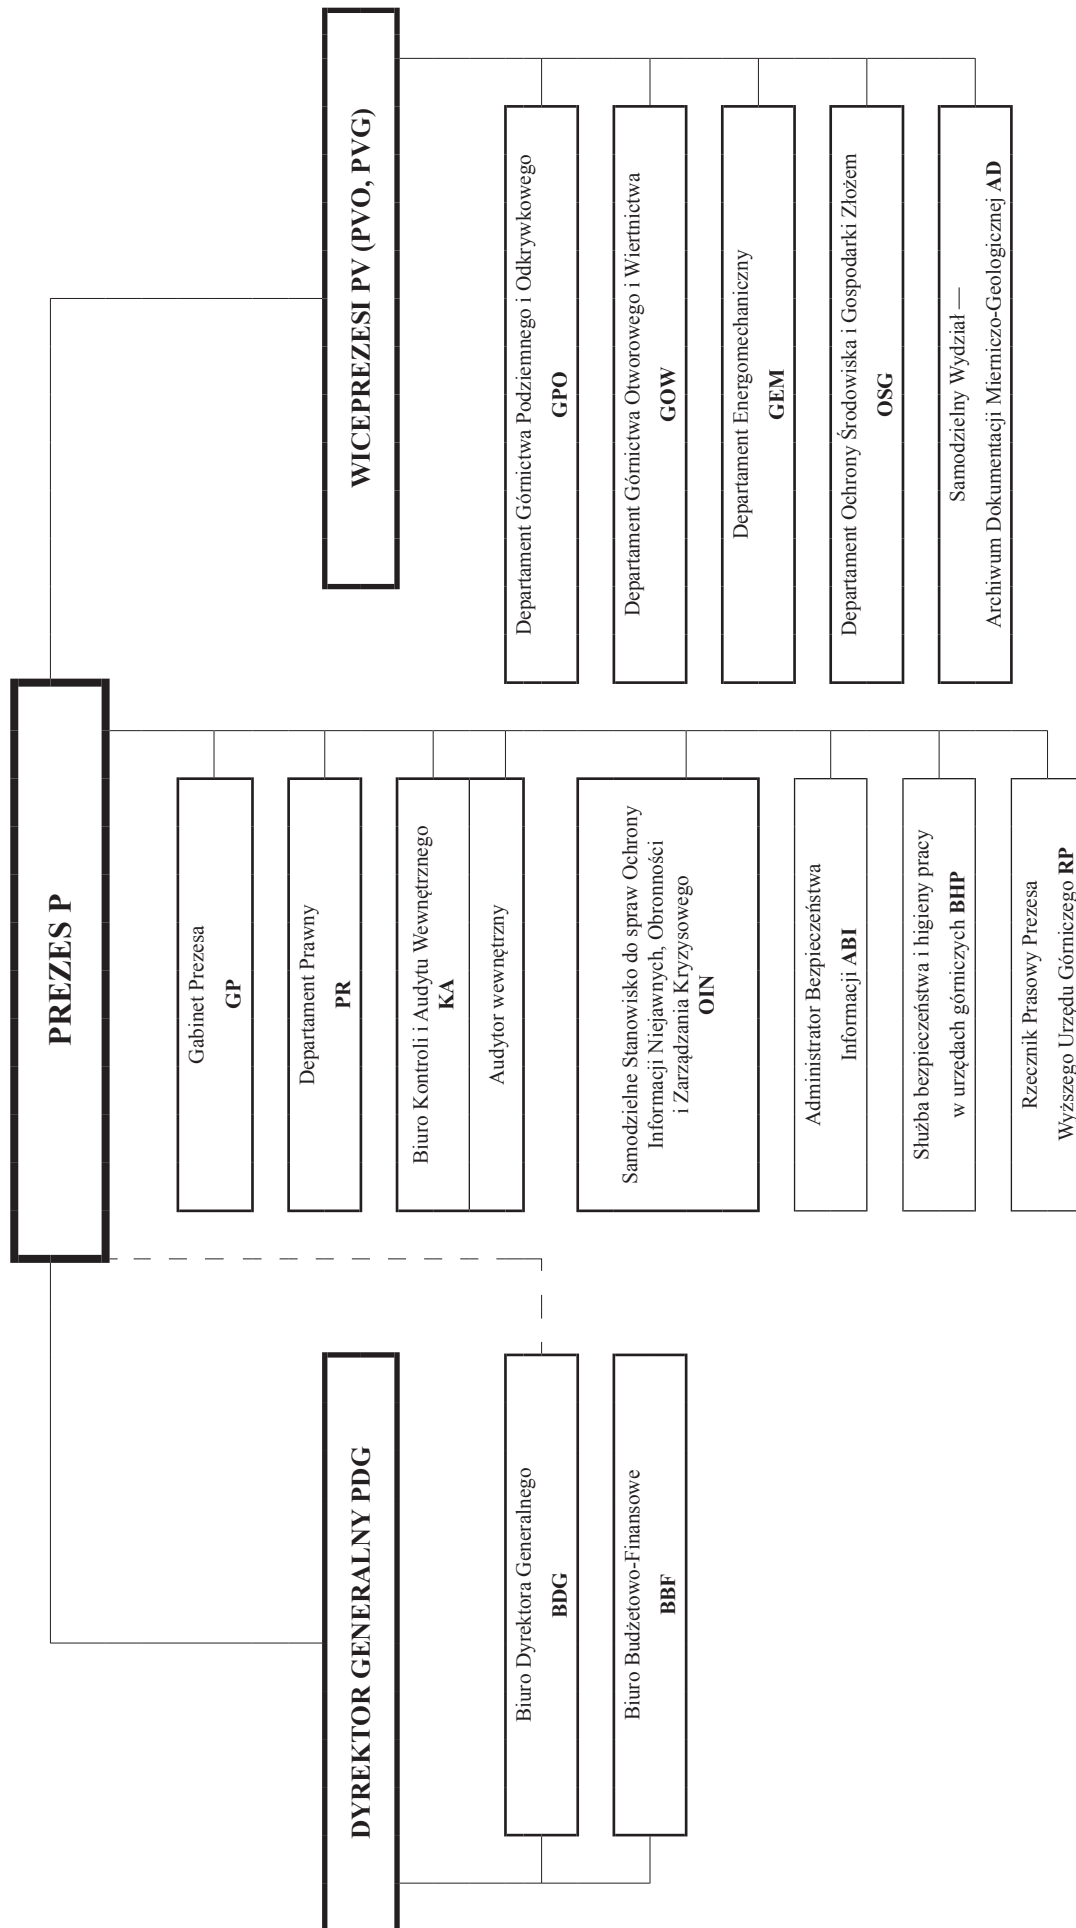 PREZES P
DYREKTOR GENERALNY PDG
Biuro Dyrektora Generalnego
BDG
Biuro Budżetowo-Finansowe
BBF
Gabinet Prezesa
GP
Departament Prawny
PR
Biuro Kontroli i Audytu Wewnętrznego
KA
Audytor wewnętrzny
Samodzielne Stanowisko do spraw Ochrony
Informacji Niejawnych, Obronności
i Zarządzania Kryzysowego
OIN
Administrator Bezpieczeństwa
Informacji ABI
Służba bezpieczeństwa i higieny pracy
w urzędach górniczych BHP
Rzecznik Prasowy Prezesa
Wyższego Urzędu Górniczego RP
WICEPREZESI PV (PVO, PVG)
Departament Górnictwa Podziemnego i Odkrywkowego
GPO
Departament Górnictwa Otworowego i Wiertnictwa
GOW
Departament Energomechaniczny
GEM
Departament Ochrony Środowiska i Gospodarki Złożem
OSG
Samodzielny Wydział —
Archiwum Dokumentacji Mierniczo-Geologicznej AD